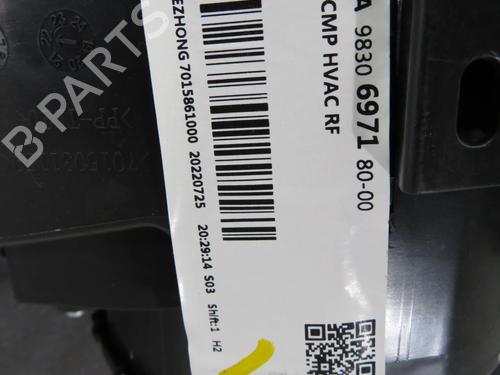 A 9830 6971 80-00
CMP HVAC RF
EZHONG 7015861000 20220725
20:29:14 S03 Shift:1 H2
B-Parts